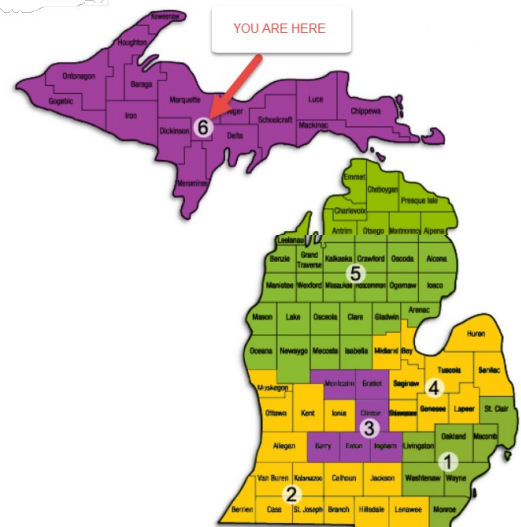 YOU ARE HERE
Keweenaw
Houghton
Ontonagon
Baraga
Gogebic
Marquette
Luce
Chippewa
Iron
Schoolcraft
Mackinac
Dickinson
6
Delta
Menominee
Emmet
Cheboygan
Presque Isle
Charlevoix
Antrim Otsego Montmorency Alpena
Leelanau
Benzie Grand Traverse Kalkaska Crawford Oscoda Alcona
5
Manistee Wexford Missaukee Roscommon Ogemaw Iosco
Arenac
Mason Lake Osceola Clare Gladwin
Huron
Oceana Newaygo Mecosta Isabella Midland Bay
Tuscola Sanilac
Muskegon Montcalm Gratiot Saginaw
4
Ottawa Kent Ionia Clinton Shiawassee Genesee Lapeer St. Clair
3
Oakland Macomb
Allegan Barry Eaton Ingham Livingston
1
Van Buren Kalamazoo Calhoun Jackson Washtenaw Wayne
2
Berrien Cass St. Joseph Branch Hillsdale Lenawee Monroe